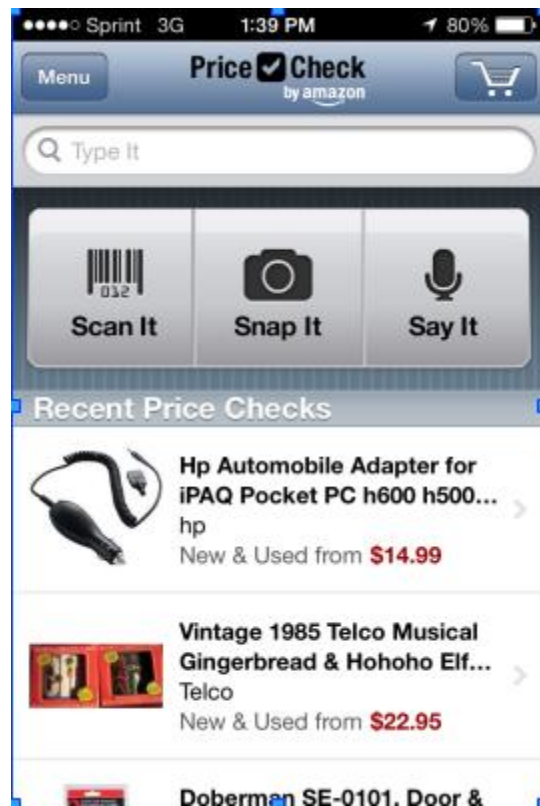 Sprint 3G 1:39 PM 80%
Menu
Price Check
by amazon
Type It
012
Scan It Snap It Say It
Recent Price Checks
Hp Automobile Adapter for
iPAQ Pocket PC h600 h500...
hp
New & Used from $14.99
Vintage 1985 Telco Musical
Gingerbread & Hohoho Elf...
Telco
New & Used from $22.95
Doberman SE-0101, Door &